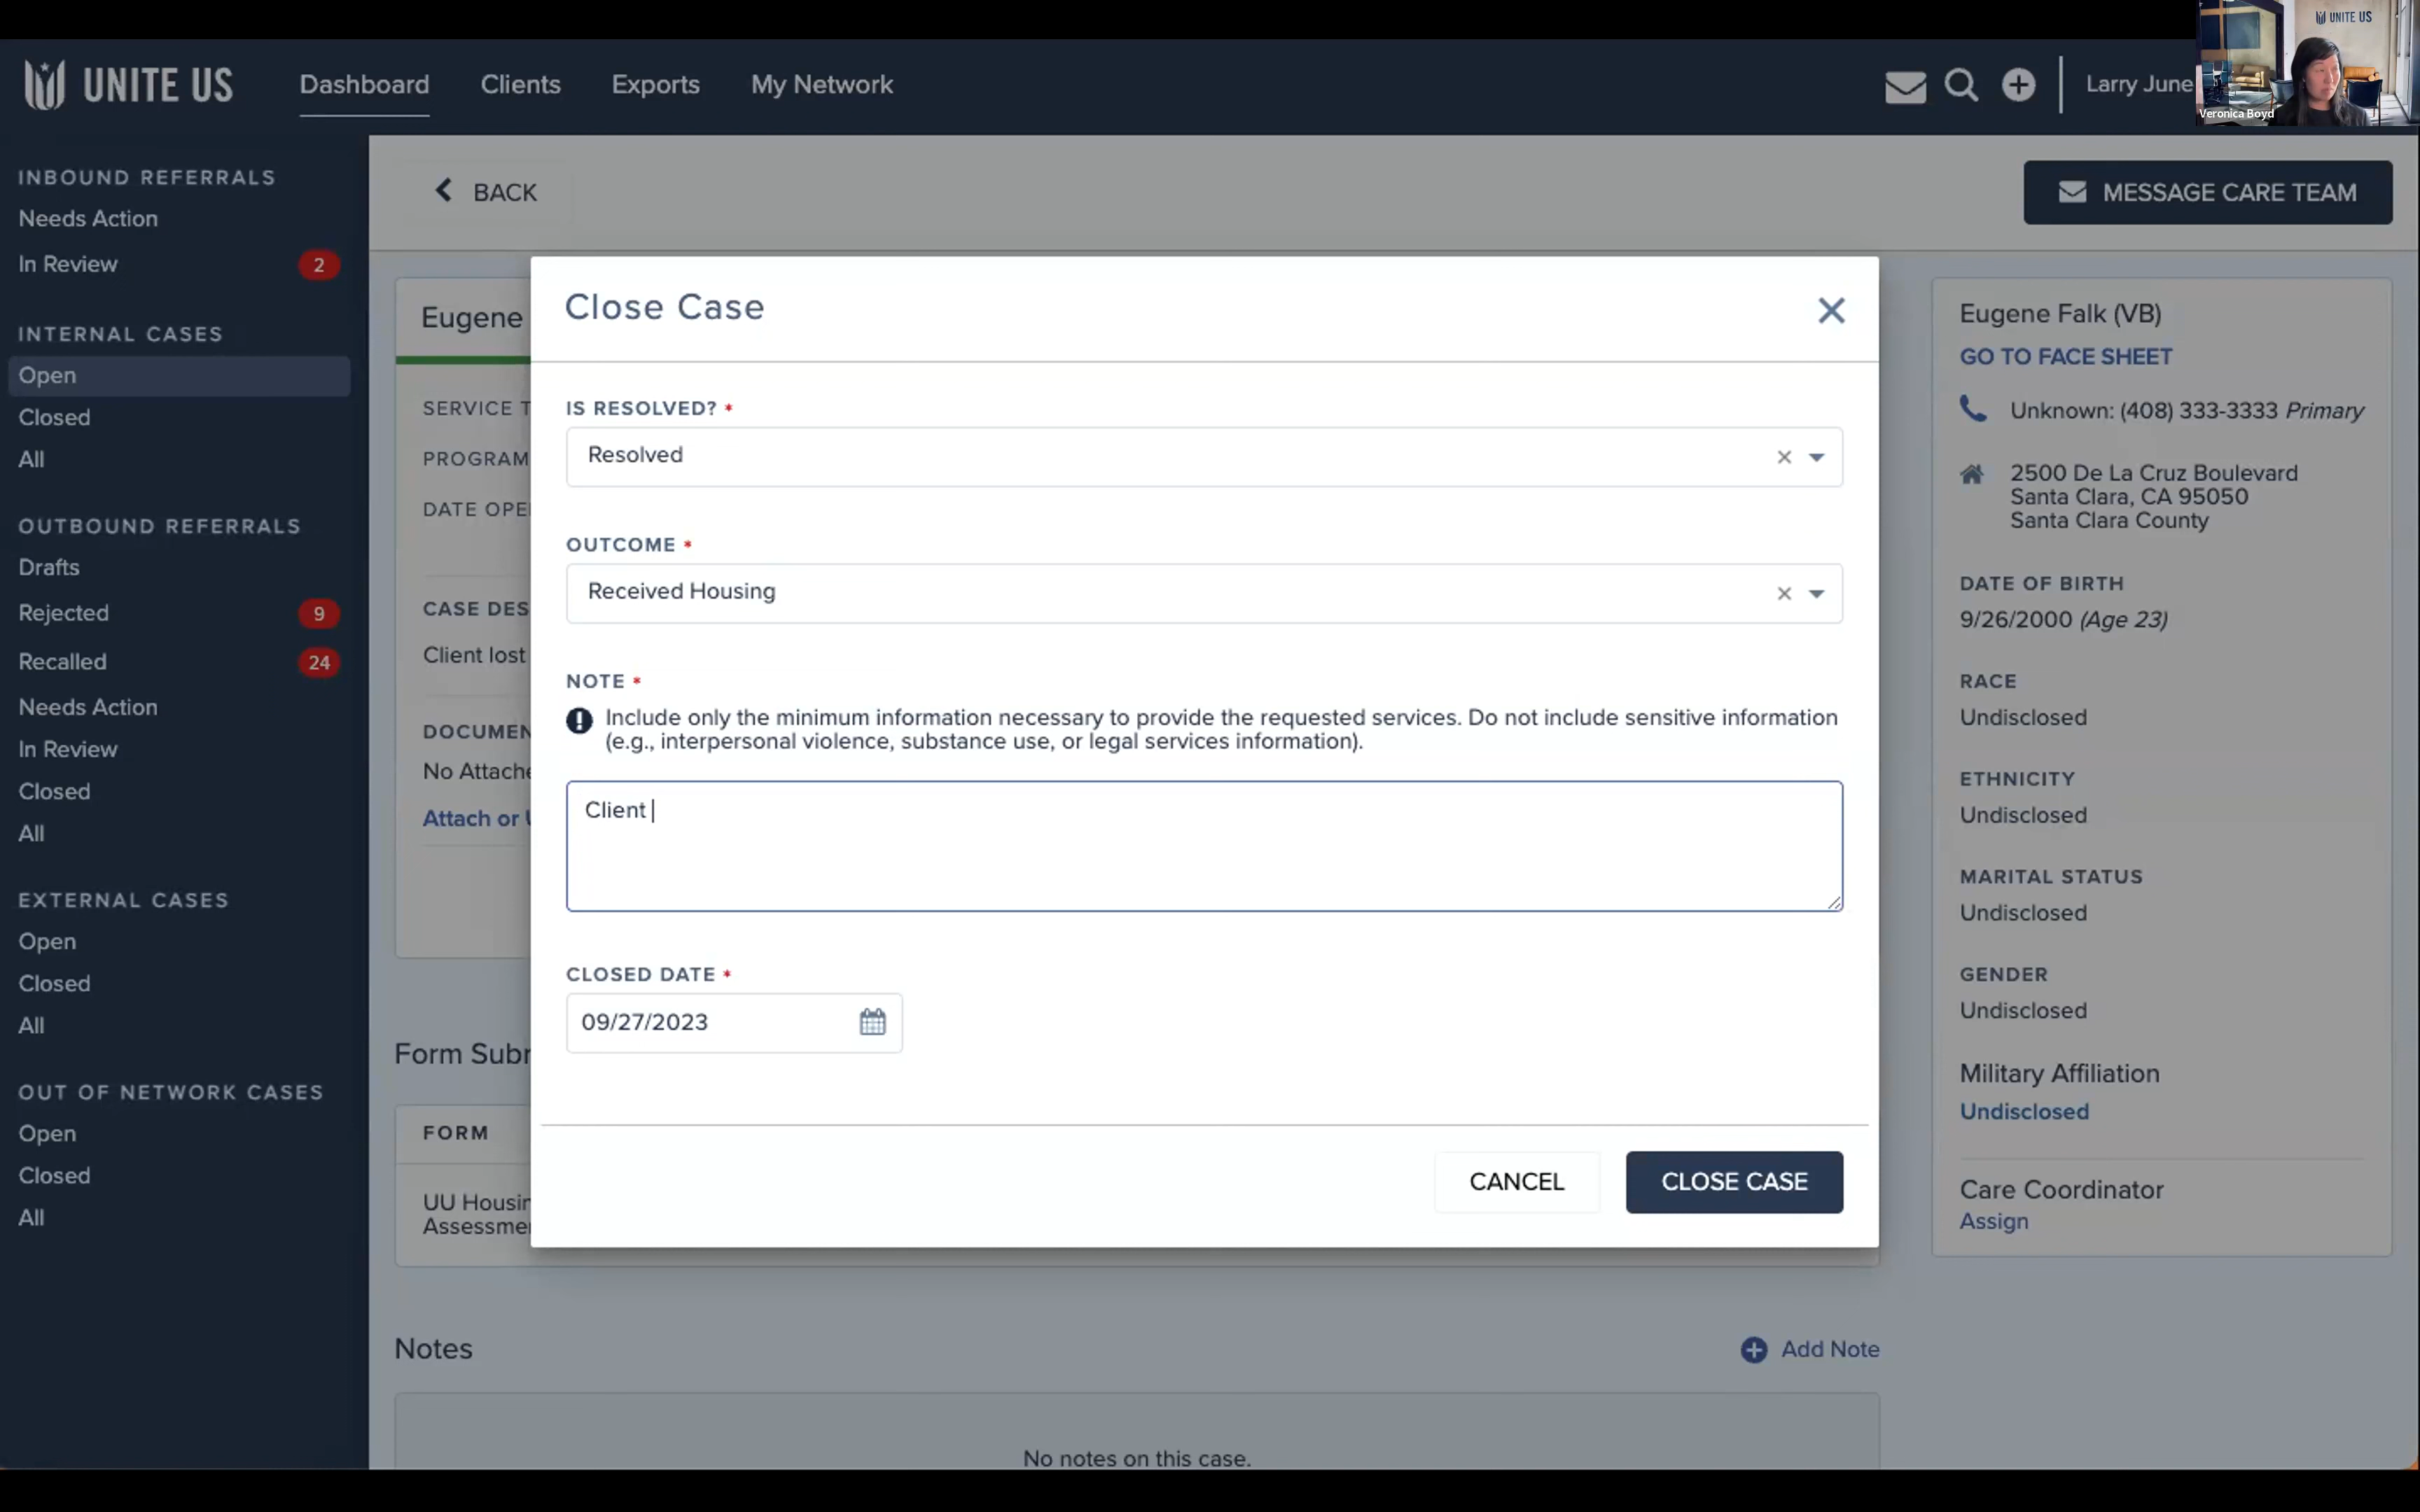 UNITE US
Dashboard
Clients
Exports
My Network
Larry June
UNITE US
Veronica Boyd
INBOUND REFERRALS
Needs Action
In Review
2
INTERNAL CASES
Open
Closed
All
OUTBOUND REFERRALS
Drafts
Rejected
9
Recalled
24
Needs Action
In Review
Closed
All
EXTERNAL CASES
Open
Closed
All
OUT OF NETWORK CASES
Open
Closed
All
BACK
MESSAGE CARE TEAM
Eugene
SERVICE T
PROGRAM
DATE OPE
CASE DES
Client lost
DOCUMEN
No Attache
Attach or U
Form Subr
FORM
UU Housin
Assessme
Notes
Add Note
No notes on this case.
Close Case
IS RESOLVED? *
Resolved
OUTCOME *
Received Housing
NOTE *
Include only the minimum information necessary to provide the requested services. Do not include sensitive information
(e.g., interpersonal violence, substance use, or legal services information).
Client
CLOSED DATE *
09/27/2023
CANCEL
CLOSE CASE
Eugene Falk (VB)
GO TO FACE SHEET
Unknown: (408) 333-3333 Primary
2500 De La Cruz Boulevard
Santa Clara, CA 95050
Santa Clara County
DATE OF BIRTH
9/26/2000 (Age 23)
RACE
Undisclosed
ETHNICITY
Undisclosed
MARITAL STATUS
Undisclosed
GENDER
Undisclosed
Military Affiliation
Undisclosed
Care Coordinator
Assign